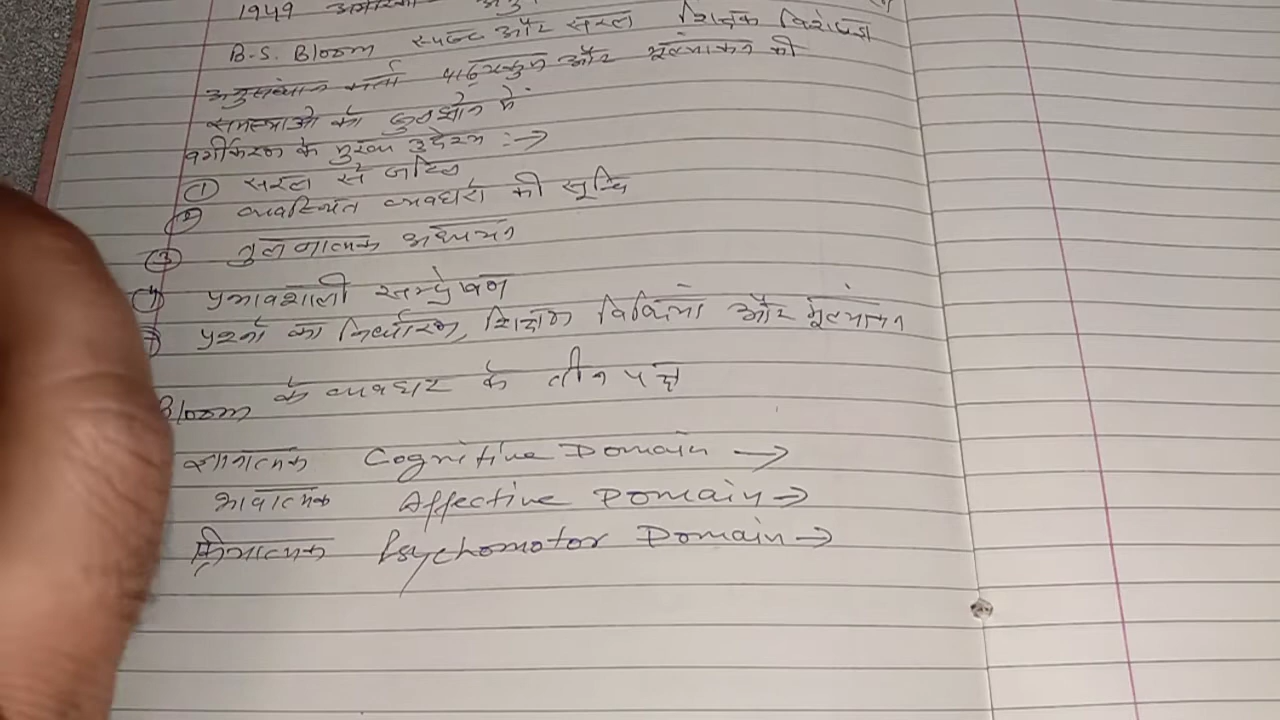 1949 अमेरिका
B.S. Bloom स्पष्ट और सरल शिक्षक विशेषज्ञ
अनुसंधान कर्ता पाठ्यक्रम और मूल्यांकन की
समस्याओ को सुलझाने में
वर्गीकरण के मुख्य उद्देश्य :→
① सरल से जटिल
② व्यवस्थित व्यवहारों की सूचि
③ तुलनात्मक अध्ययन
④ प्रभावशाली सम्प्रेषण
प्रश्नों का निर्धारण, शिक्षण विधियां और मूल्यांकन
Bloom के व्यवहार के तीन पक्ष
ज्ञानात्मक Cognitive Domain →
भावात्मक Affective Domain →
क्रियात्मक Psychomotor Domain →